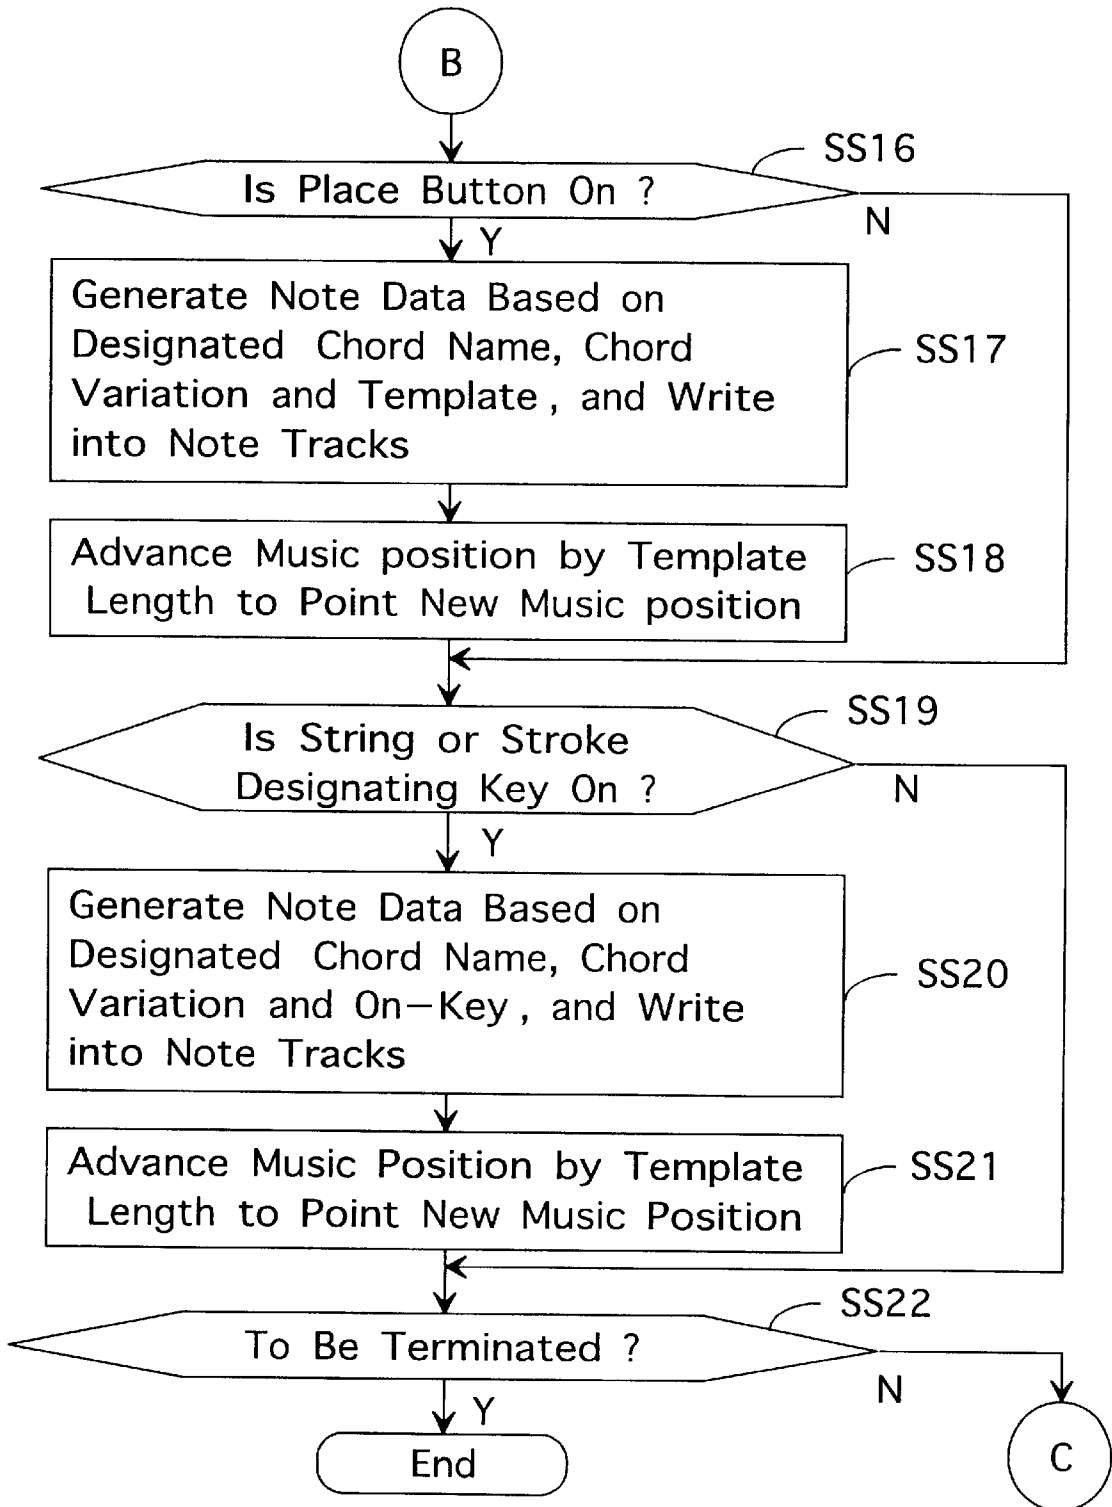 B
SS16
Is Place Button On ?
N
Y
Generate Note Data Based on
Designated Chord Name, Chord
Variation and Template , and Write
into Note Tracks
SS17
Advance Music position by Template
Length to Point New Music position
SS18
SS19
Is String or Stroke
Designating Key On ?
N
Y
Generate Note Data Based on
Designated Chord Name, Chord
Variation and On-Key , and Write
into Note Tracks
SS20
Advance Music Position by Template
Length to Point New Music Position
SS21
SS22
To Be Terminated ?
N
Y
End
C